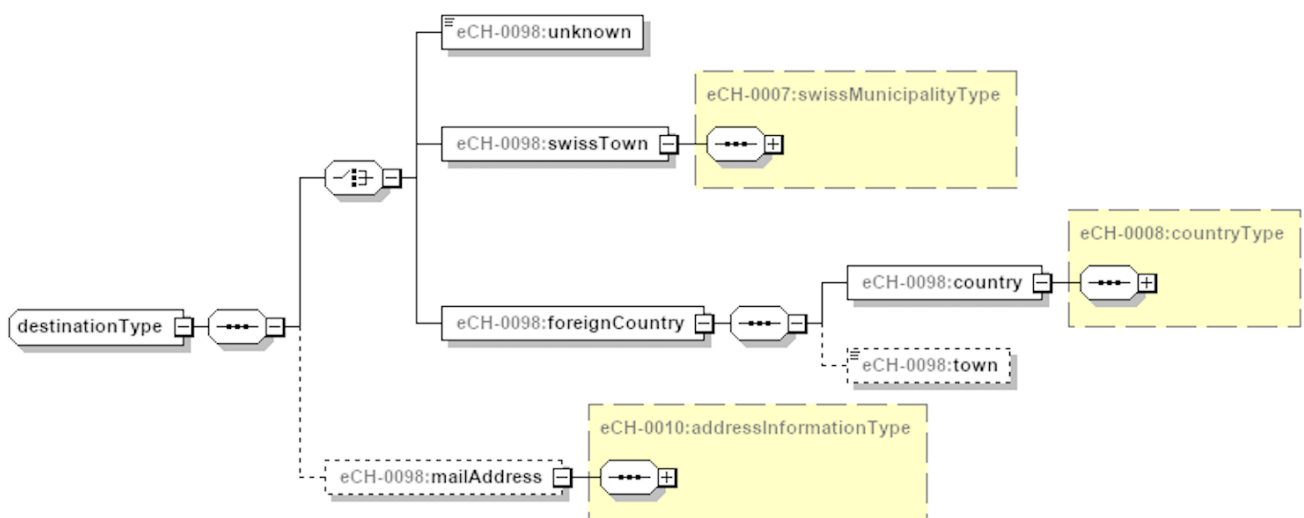 eCH-0098:unknown
eCH-0007:swissMunicipalityType
eCH-0098:swissTown
eCH-0008:countryType
eCH-0098:country
destinationType
eCH-0098:foreignCountry
eCH-0098:town
eCH-0010:addressInformationType
eCH-0098:mailAddress